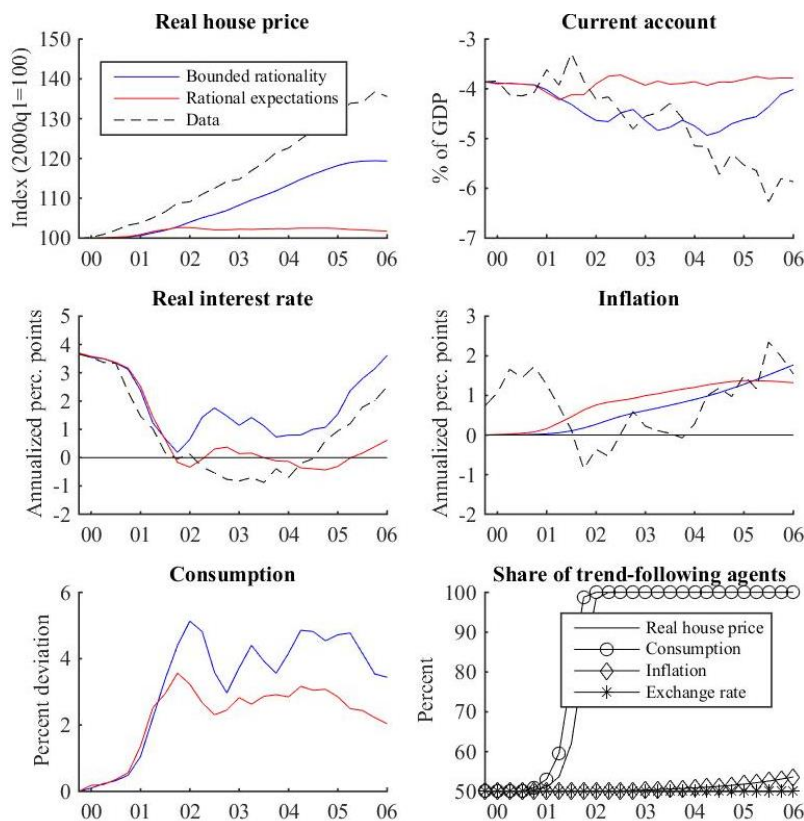 Real house price
Index (2000q1=100)
150
140
130
120
110
100
Bounded rationality
Rational expectations
Data
00 01 02 03 04 05 06
Current account
% of GDP
-3
-4
-5
-6
-7
00 01 02 03 04 05 06
Real interest rate
Annualized perc. points
5
4
3
2
1
0
-1
-2
00 01 02 03 04 05 06
Inflation
Annualized perc. points
3
2
1
0
-1
-2
00 01 02 03 04 05 06
Consumption
Percent deviation
6
4
2
0
00 01 02 03 04 05 06
Share of trend-following agents
Percent
100
90
80
70
60
50
Real house price
Consumption
Inflation
Exchange rate
00 01 02 03 04 05 06